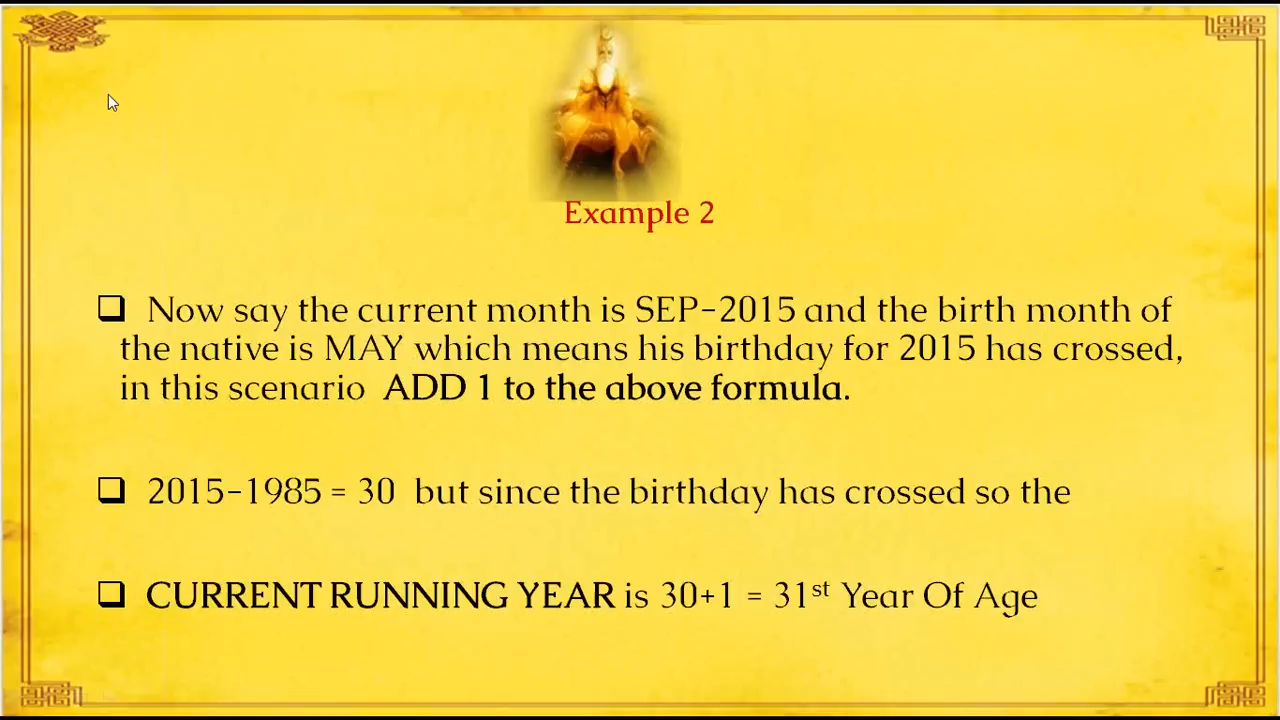 Example 2
Now say the current month is SEP-2015 and the birth month of
the native is MAY which means his birthday for 2015 has crossed,
in this scenario ADD 1 to the above formula.
2015-1985 = 30 but since the birthday has crossed so the
CURRENT RUNNING YEAR is 30+1 = 31st Year Of Age